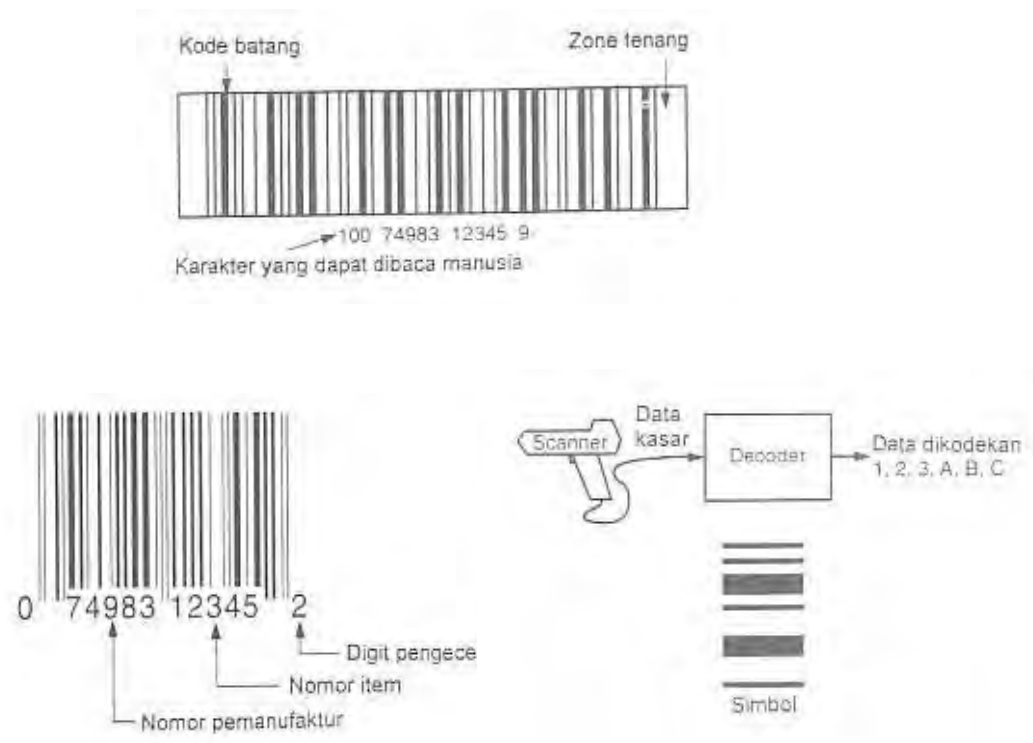 Kode batang
Zone tenang
100 74983 12345 9
Karakter yang dapat dibaca manusia
0 74983 12345 2
Digit pengece
Nomor item
Nomor pemanufaktur
Scanner
Data
kasar
Decoder
Data dikodekan
1, 2, 3, A, B, C
Simbol